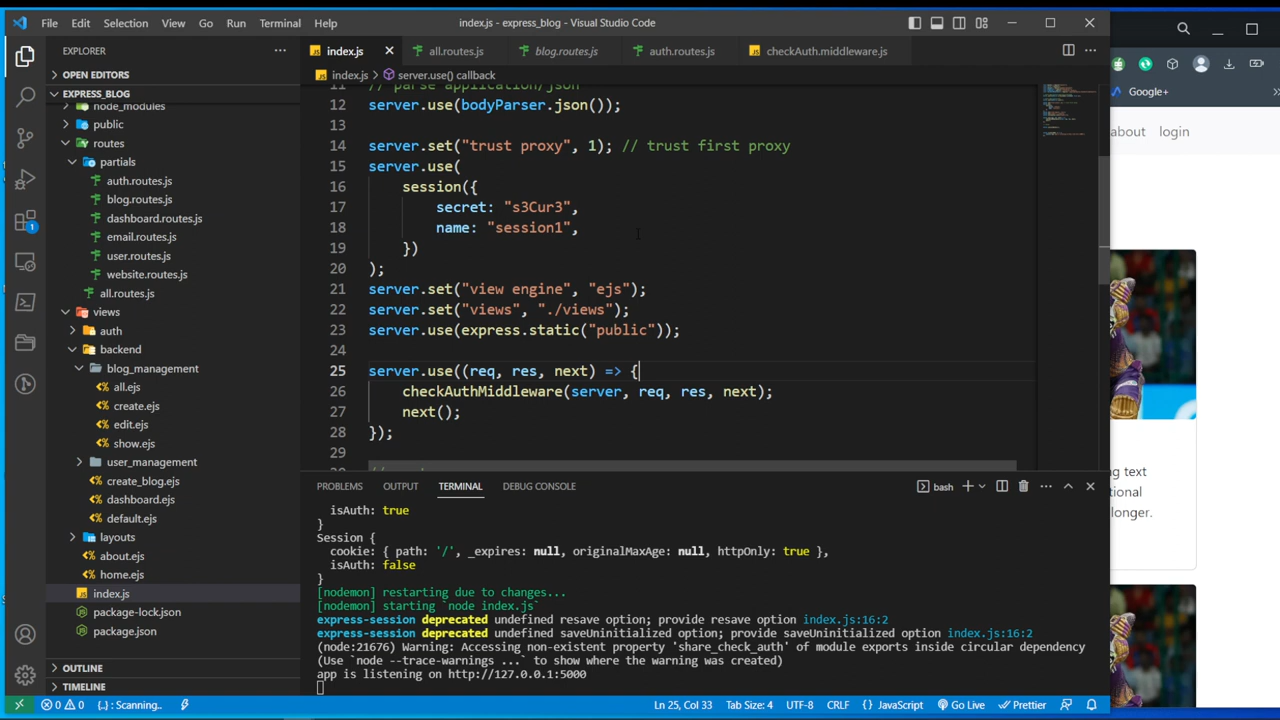 File Edit Selection View Go Run Terminal Help
index.js - express_blog - Visual Studio Code
EXPLORER
OPEN EDITORS
EXPRESS_BLOG
node_modules
public
routes
partials
auth.routes.js
blog.routes.js
dashboard.routes.js
email.routes.js
user.routes.js
website.routes.js
all.routes.js
views
auth
backend
blog_management
all.ejs
create.ejs
edit.ejs
show.ejs
user_management
create_blog.ejs
dashboard.ejs
default.ejs
layouts
about.ejs
home.ejs
index.js
package-lock.json
package.json
OUTLINE
TIMELINE
index.js all.routes.js blog.routes.js auth.routes.js checkAuth.middleware.js
index.js > server.use() callback
11 // parse application/json
12 server.use(bodyParser.json());
13
14 server.set("trust proxy", 1); // trust first proxy
15 server.use(
16 session({
17 secret: "s3Cur3",
18 name: "session1",
19 })
20 );
21 server.set("view engine", "ejs");
22 server.set("views", "./views");
23 server.use(express.static("public"));
24
25 server.use((req, res, next) => {
26 checkAuthMiddleware(server, req, res, next);
27 next();
28 });
29
PROBLEMS OUTPUT TERMINAL DEBUG CONSOLE
bash
isAuth: true
}
Session {
cookie: { path: '/', _expires: null, originalMaxAge: null, httpOnly: true },
isAuth: false
}
[nodemon] restarting due to changes...
[nodemon] starting `node index.js`
express-session deprecated undefined resave option; provide resave option index.js:16:2
express-session deprecated undefined saveUninitialized option; provide saveUninitialized option index.js:16:2
(node:21676) Warning: Accessing non-existent property 'share_check_auth' of module exports inside circular dependency
(Use `node --trace-warnings ...` to show where the warning was created)
app is listening on http://127.0.0.1:5000
0 0 {..} : Scanning.. Ln 25, Col 33 Tab Size: 4 UTF-8 CRLF JavaScript Go Live Prettier
1
Google+
about login
ng text
tional
longer.